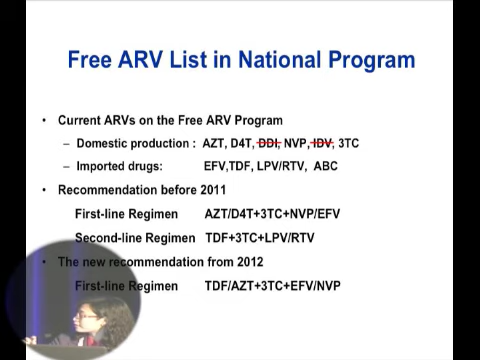 Free ARV List in National Program
• Current ARVs on the Free ARV Program
– Domestic production : AZT, D4T, DDI, NVP, IDV, 3TC
– Imported drugs: EFV,TDF, LPV/RTV, ABC
• Recommendation before 2011
First-line Regimen AZT/D4T+3TC+NVP/EFV
Second-line Regimen TDF+3TC+LPV/RTV
• The new recommendation from 2012
First-line Regimen TDF/AZT+3TC+EFV/NVP